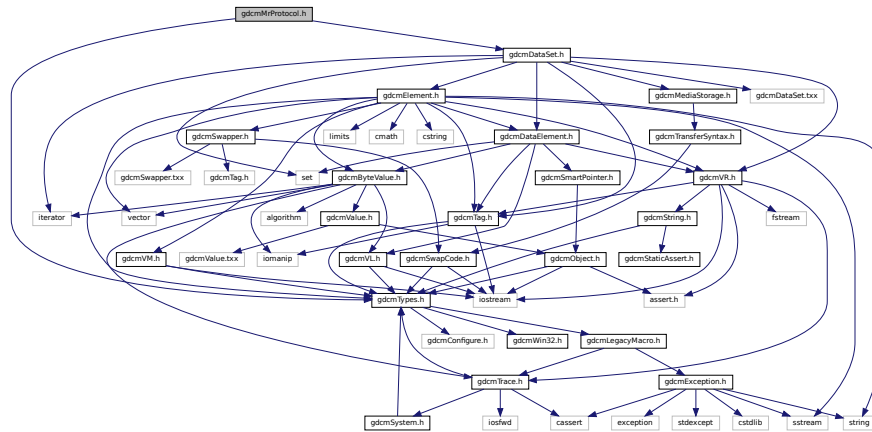 gdcmMrProtocol.h
gdcmDataSet.h
gdcmElement.h
gdcmMediaStorage.h
gdcmDataSet.txx
gdcmSwapper.h
limits
cmath
cstring
gdcmDataElement.h
gdcmTransferSyntax.h
gdcmSwapper.txx
gdcmTag.h
set
gdcmByteValue.h
gdcmSmartPointer.h
gdcmVR.h
iterator
vector
algorithm
gdcmValue.h
gdcmTag.h
gdcmString.h
fstream
gdcmVM.h
gdcmValue.txx
iomanip
gdcmVL.h
gdcmSwapCode.h
gdcmObject.h
gdcmStaticAssert.h
gdcmTypes.h
iostream
assert.h
gdcmConfigure.h
gdcmWin32.h
gdcmLegacyMacro.h
gdcmTrace.h
gdcmException.h
gdcmSystem.h
iosfwd
cassert
exception
stdexcept
cstdlib
sstream
string